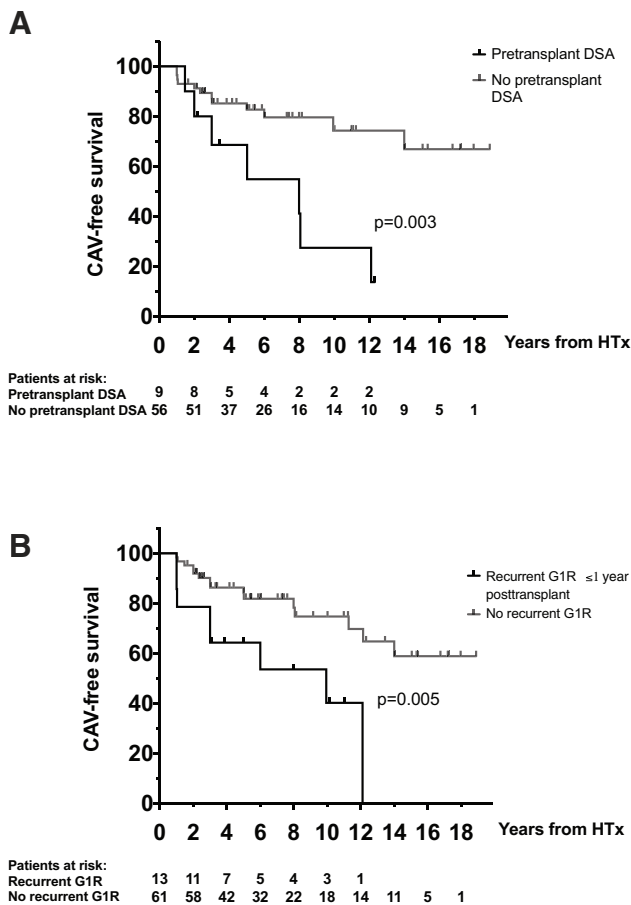 A
Pretransplant DSA
No pretransplant
DSA
100
80
60
40
20
0
CAV-free survival
p=0.003
0 2 4 6 8 10 12 14 16 18 Years from HTx
Patients at risk:
Pretransplant DSA 9 8 5 4 2 2 2
No pretransplant DSA 56 51 37 26 16 14 10 9 5 1
B
Recurrent G1R ≤1 year
posttransplant
No recurrent G1R
100
80
60
40
20
0
CAV-free survival
p=0.005
0 2 4 6 8 10 12 14 16 18 Years from HTx
Patients at risk:
Recurrent G1R 13 11 7 5 4 3 1
No recurrent G1R 61 58 42 32 22 18 14 11 5 1